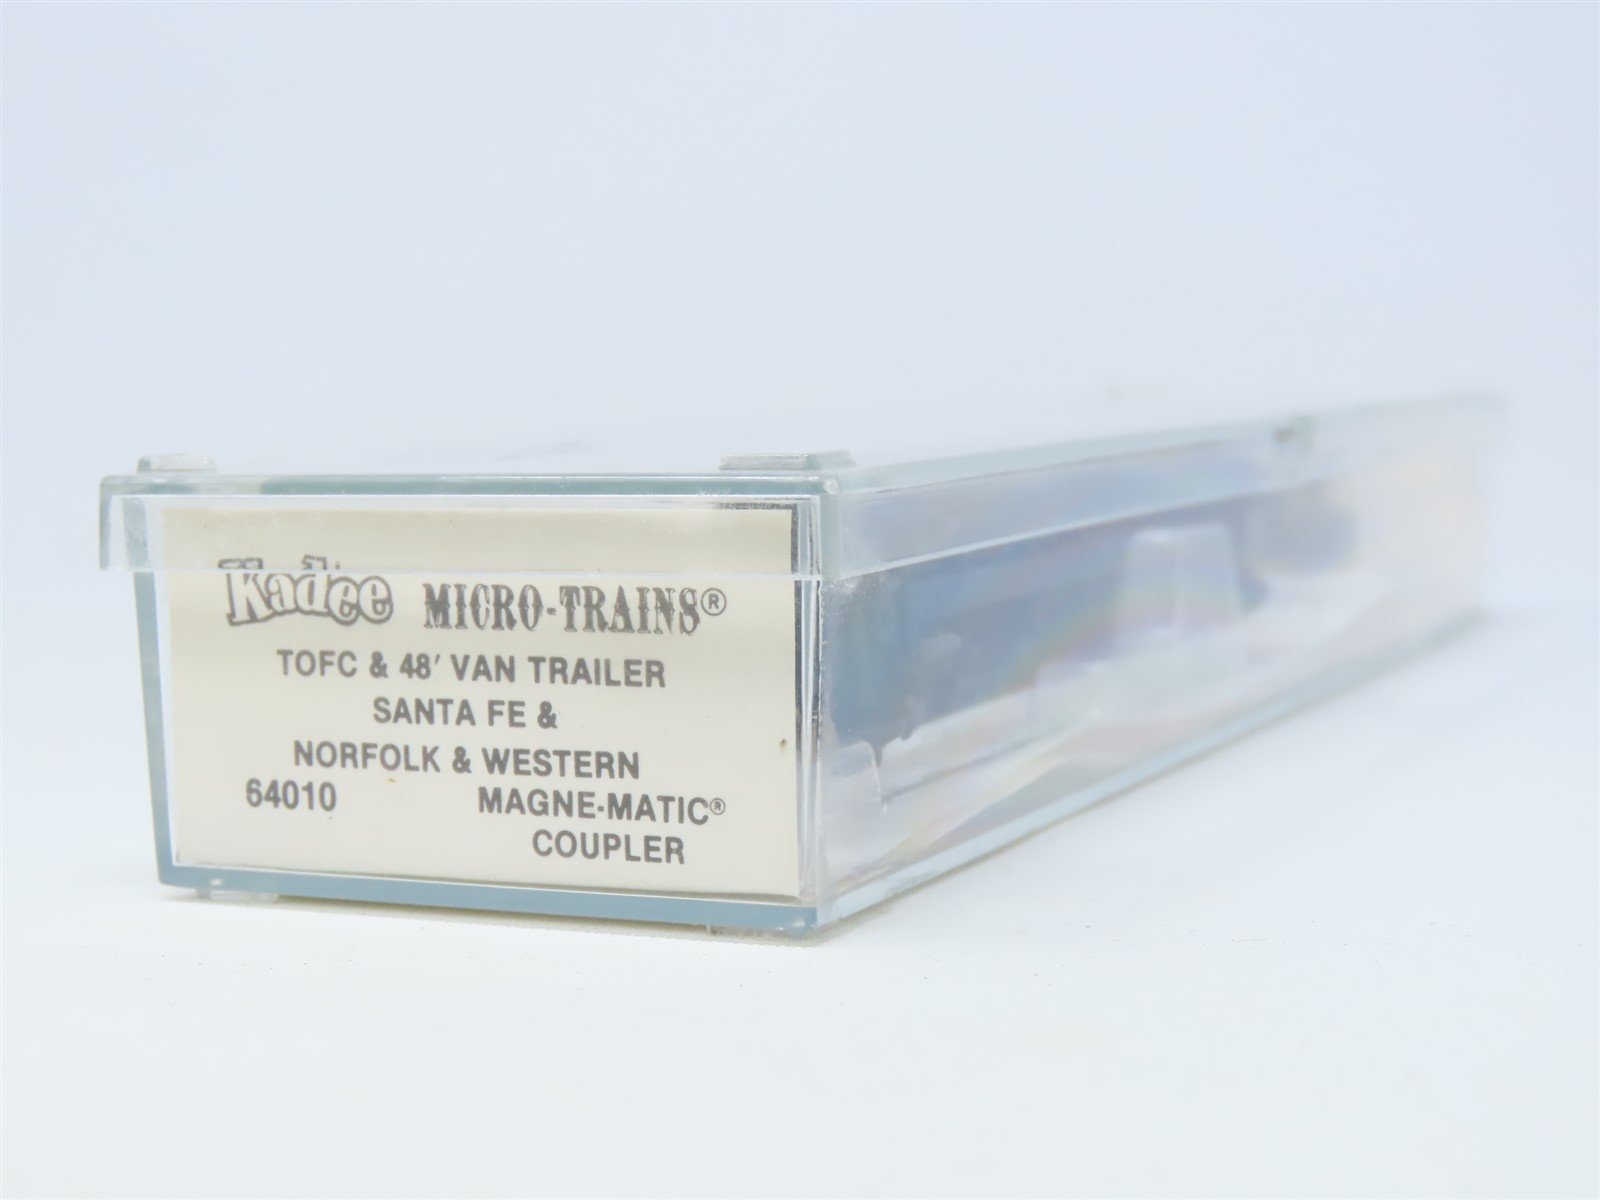 Kadee MICRO-TRAINS®
TOFC & 48' VAN TRAILER
SANTA FE &
NORFOLK & WESTERN
64010 MAGNE-MATIC®
COUPLER